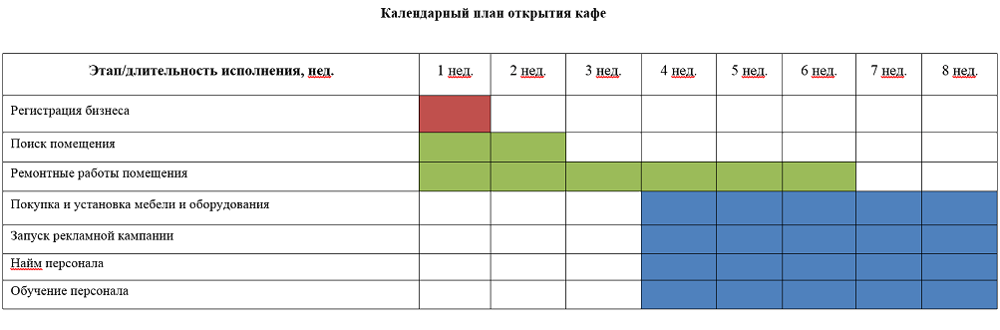 Календарный план открытия кафе
Этап/длительность исполнения, нед. 1 нед. 2 нед. 3 нед. 4 нед. 5 нед. 6 нед. 7 нед. 8 нед.
Регистрация бизнеса
Поиск помещения
Ремонтные работы помещения
Покупка и установка мебели и оборудования
Запуск рекламной кампании
Найм персонала
Обучение персонала